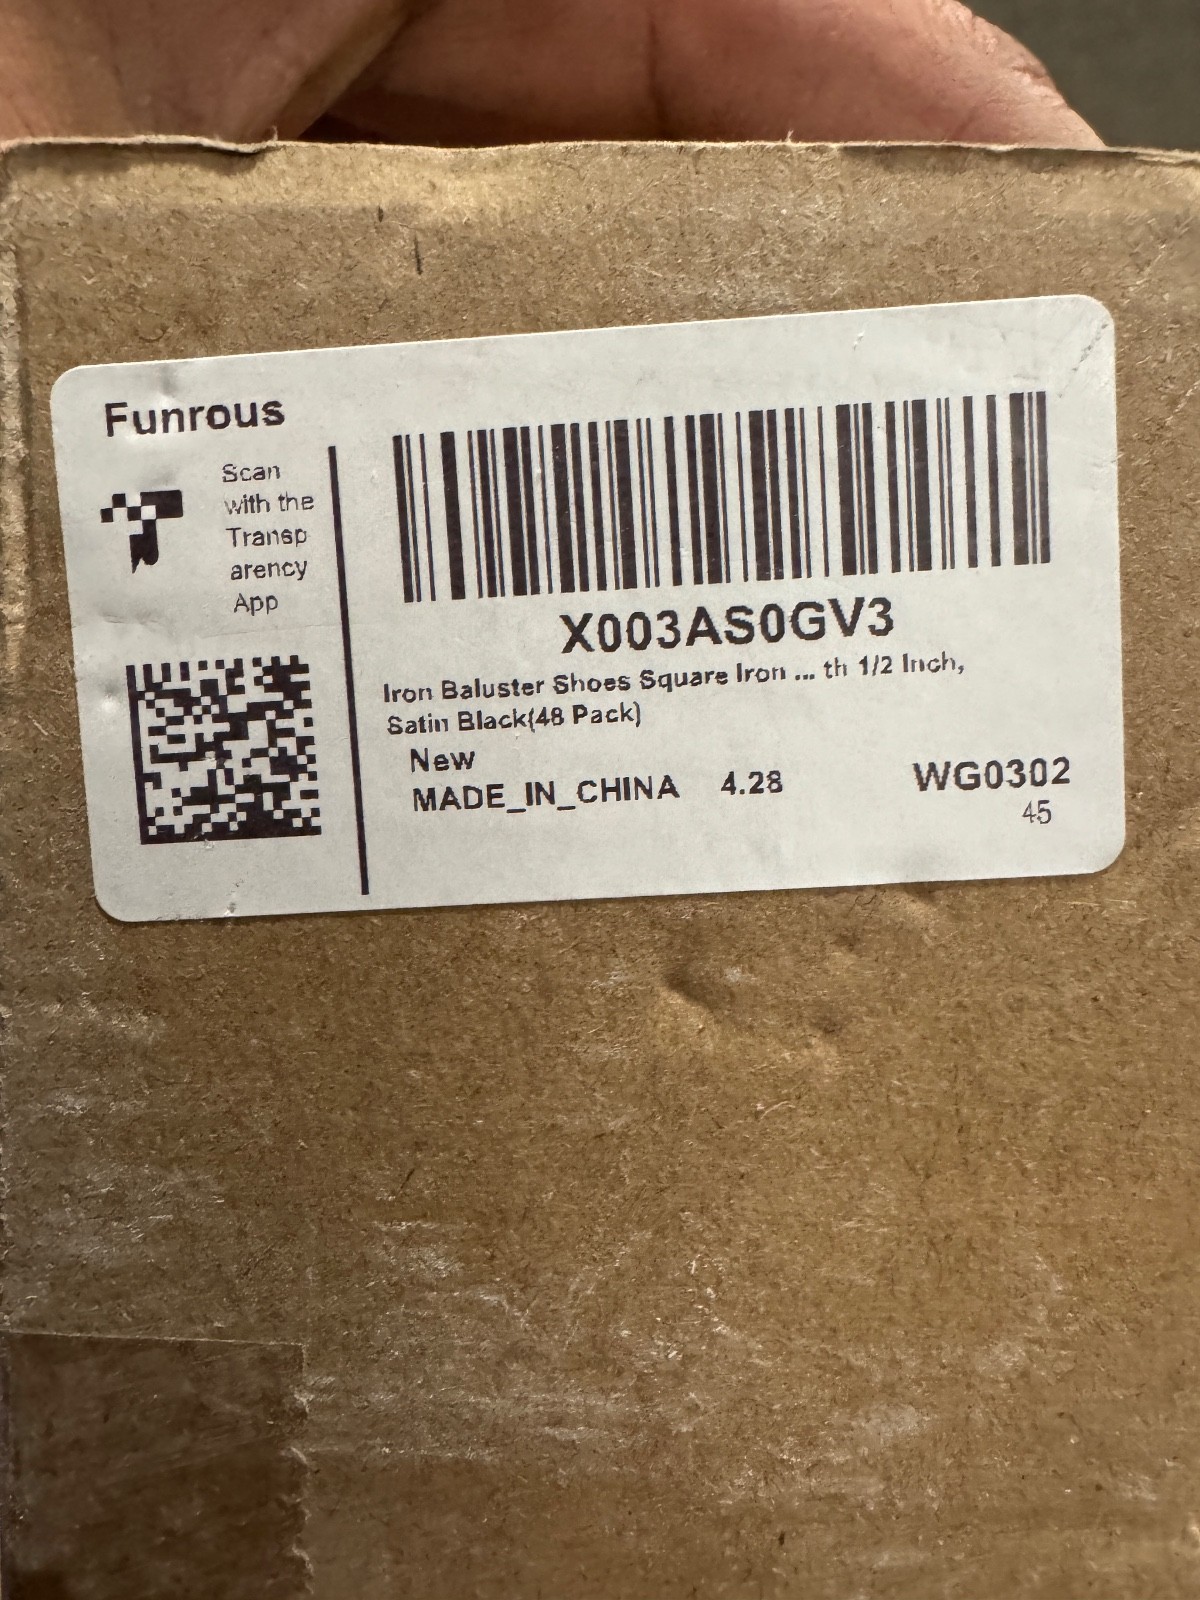 Funrous
Scan
with the
Transp
arency
App
X003AS0GV3
Iron Baluster Shoes Square Iron ... th 1/2 Inch,
Satin Black(48 Pack)
New
MADE_IN_CHINA 4.28
WG0302
45